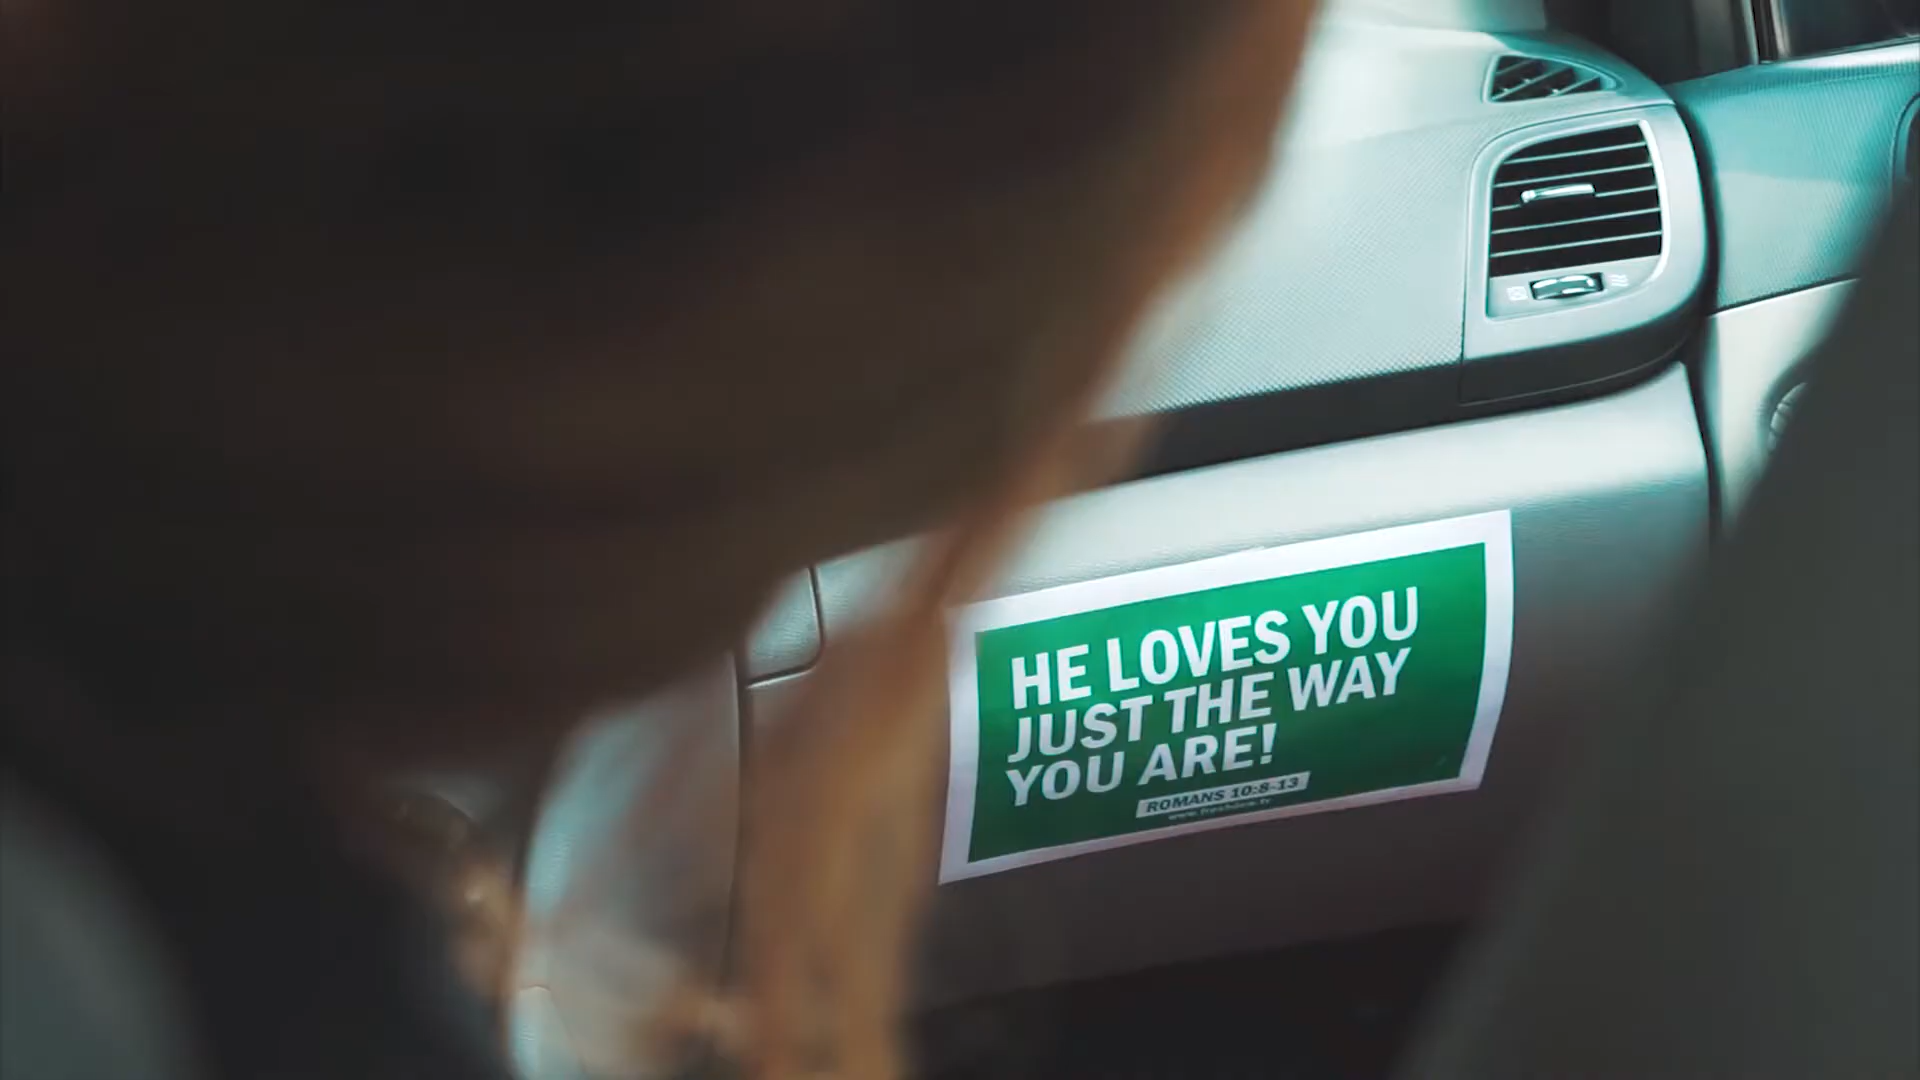 HE LOVES YOU
JUST THE WAY
YOU ARE!
ROMANS 10:8-13